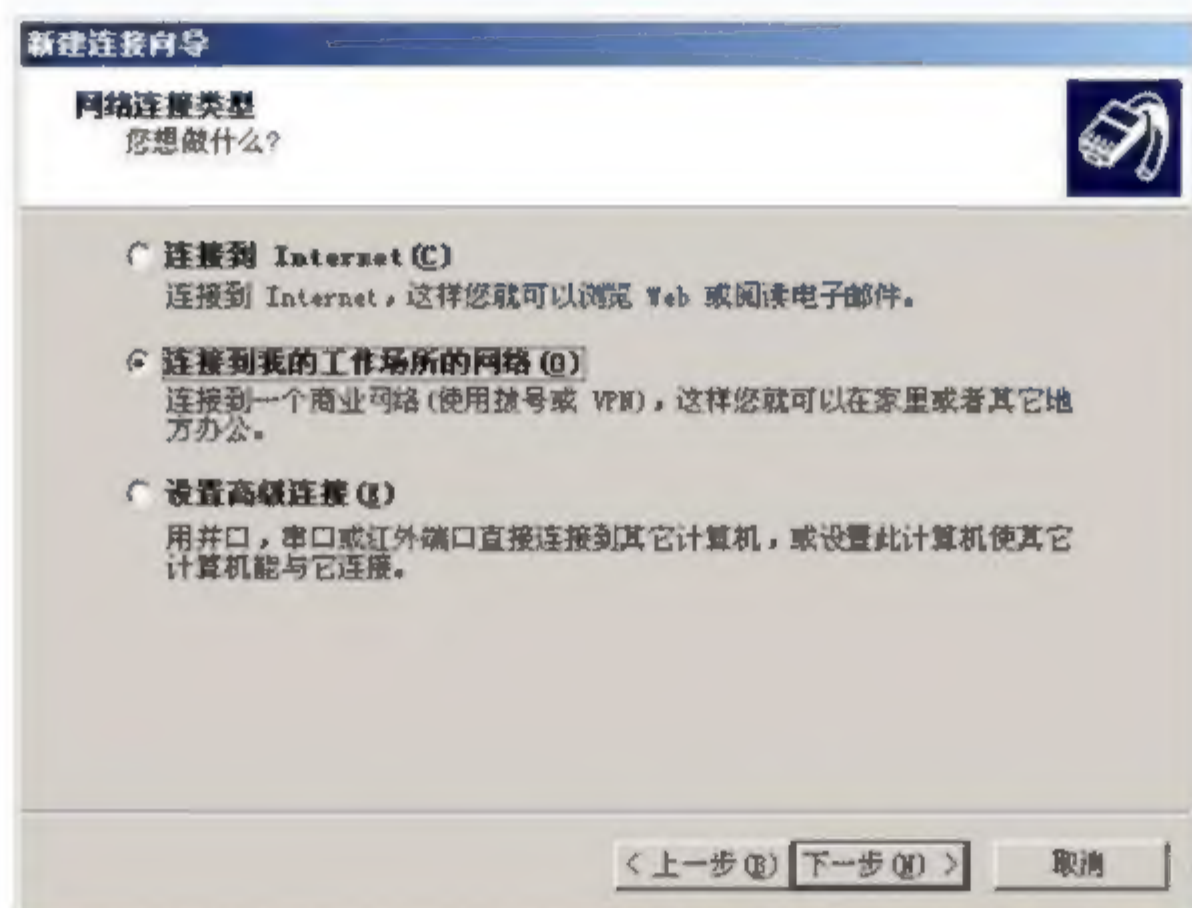 新建连接向导
网络连接类型
您想做什么?
连接到 Internet(C)
连接到 Internet，这样您就可以浏览 Web 或阅读电子邮件。
连接到我的工作场所的网络(O)
连接到一个商业网络(使用拨号或 VPN)，这样您就可以在家里或者其它地
方办公。
设置高级连接(E)
用并口，串口或红外端口直接连接到其它计算机，或设置此计算机使其它
计算机能与它连接。
< 上一步(B) 下一步(N) > 取消